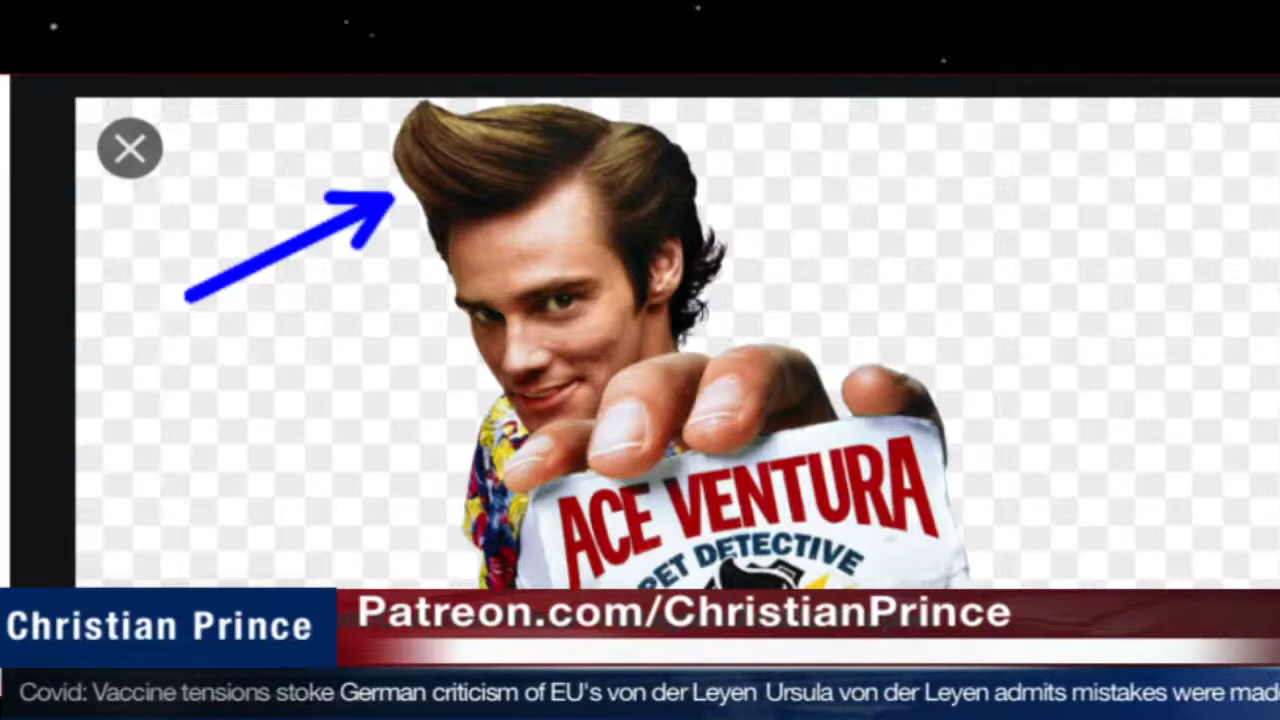 ACE VENTURA
PET DETECTIVE
Christian Prince
Patreon.com/ChristianPrince
Covid: Vaccine tensions stoke German criticism of EU's von der Leyen Ursula von der Leyen admits mistakes were mad